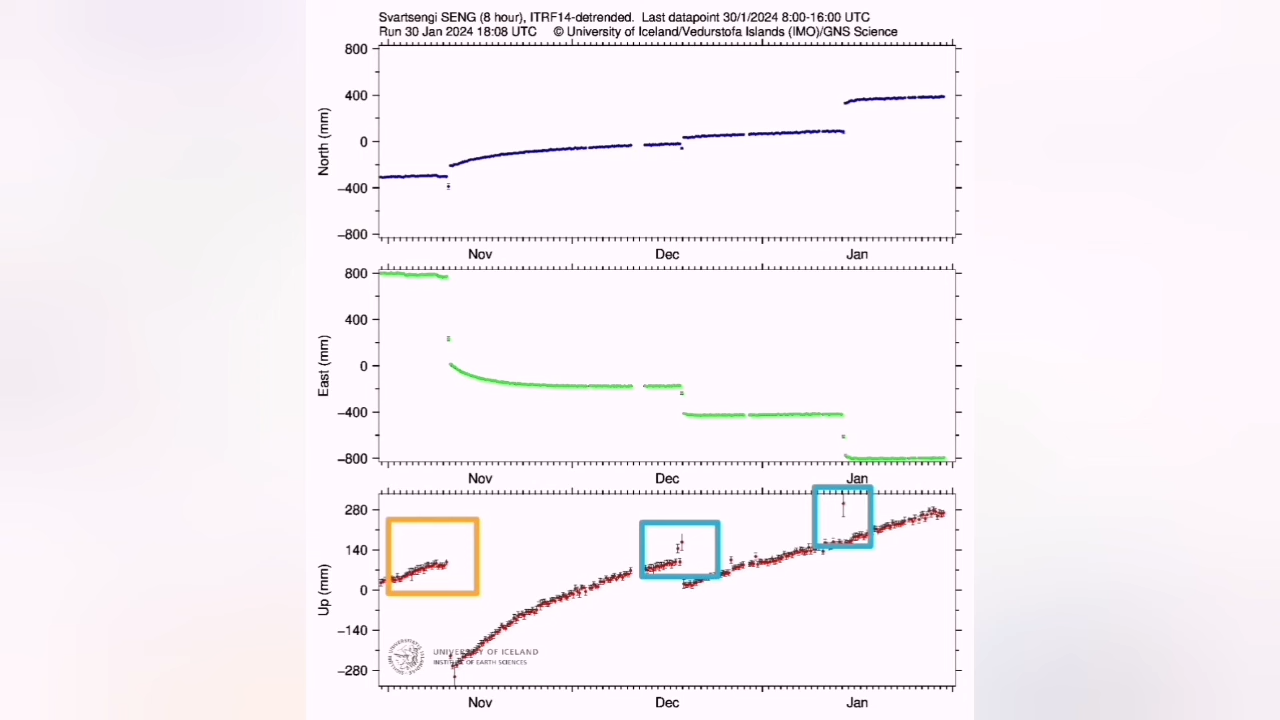 Svartsengi SENG (8 hour), ITRF14-detrended. Last datapoint 30/1/2024 8:00-16:00 UTC
Run 30 Jan 2024 18:08 UTC © University of Iceland/Vedurstofa Islands (IMO)/GNS Science
800
400
0
−400
−800
North (mm)
Nov Dec Jan
800
400
0
−400
−800
East (mm)
Nov Dec Jan
280
140
0
−140
−280
Up (mm)
UNIVERSITY OF ICELAND
INSTITUTE OF EARTH SCIENCES
Nov Dec Jan